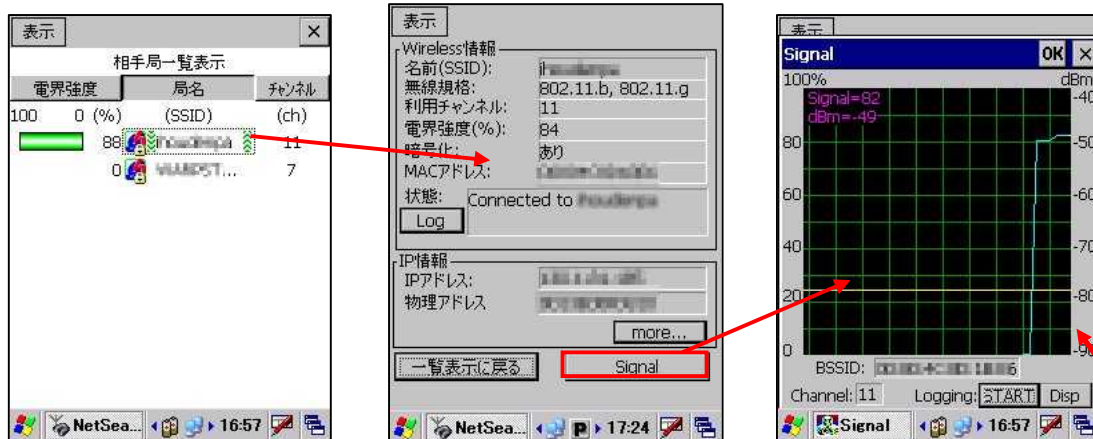 表示
相手局一覧表示
電界強度 局名 チャンネル
100 0 (%) (SSID) (ch)
88 11
0 7
NetSea... 16:57
表示
Wireless情報
名前(SSID):
無線規格: 802.11.b, 802.11.g
利用チャンネル: 11
電界強度(%): 84
暗号化: あり
MACアドレス:
状態: Connected to
Log
IP情報
IPアドレス:
物理アドレス
more...
一覧表示に戻る Signal
NetSea... P 17:24
表示
Signal OK
100% dBm
Signal=82 -40
dBm=-49
80 -50
60 -60
40 -70
20 -80
0 -90
BSSID:
Channel: 11 Logging: START Disp
Signal 16:57